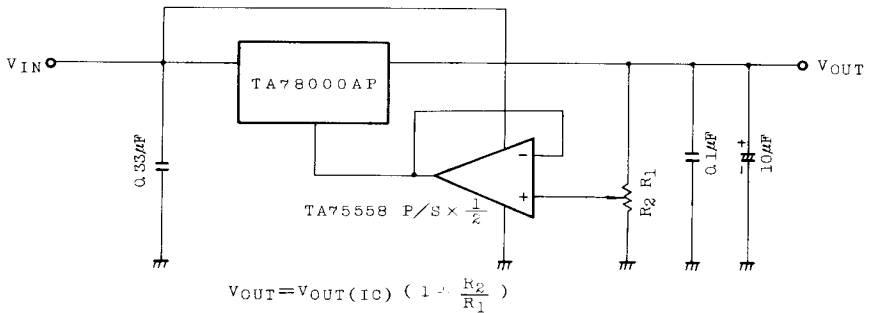 VIN
TA78000AP
VOUT
0.33μF
-
+
TA75558 P/S × 1/2
R2 R1
0.1μF
+
-
10μF
VOUT=VOUT(IC) (1 + R2/R1)